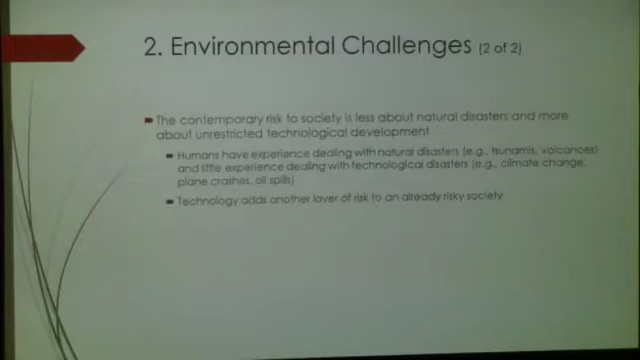 2. Environmental Challenges (2 of 2)
The contemporary risk to society is less about natural disasters and more
about unrestricted technological development
Humans have experience dealing with natural disasters (e.g., tsunamis, volcanoes)
and little experience dealing with technological disasters (e.g., climate change,
plane crashes, oil spills)
Technology adds another layer of risk to an already risky society